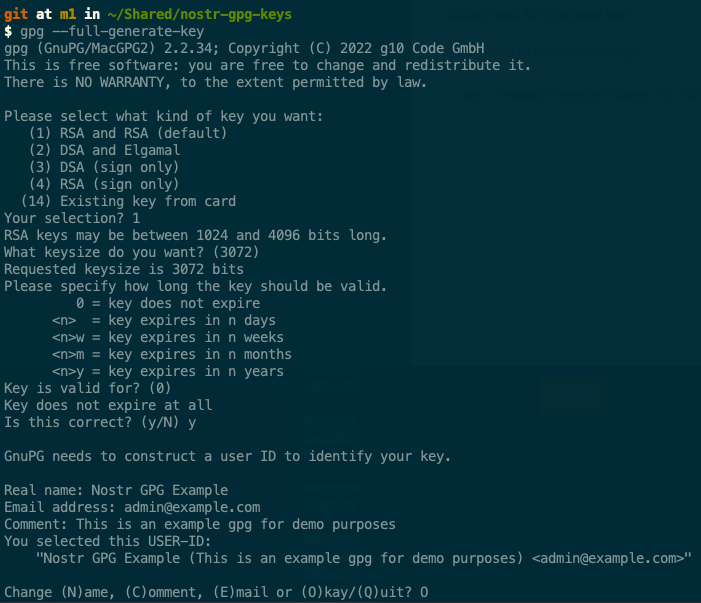 git at m1 in ~/Shared/nostr-gpg-keys
$ gpg --full-generate-key
gpg (GnuPG/MacGPG2) 2.2.34; Copyright (C) 2022 g10 Code GmbH
This is free software: you are free to change and redistribute it.
There is NO WARRANTY, to the extent permitted by law.

Please select what kind of key you want:
   (1) RSA and RSA (default)
   (2) DSA and Elgamal
   (3) DSA (sign only)
   (4) RSA (sign only)
  (14) Existing key from card
Your selection? 1
RSA keys may be between 1024 and 4096 bits long.
What keysize do you want? (3072)
Requested keysize is 3072 bits
Please specify how long the key should be valid.
         0 = key does not expire
      <n>  = key expires in n days
      <n>w = key expires in n weeks
      <n>m = key expires in n months
      <n>y = key expires in n years
Key is valid for? (0)
Key does not expire at all
Is this correct? (y/N) y

GnuPG needs to construct a user ID to identify your key.

Real name: Nostr GPG Example
Email address: admin@example.com
Comment: This is an example gpg for demo purposes
You selected this USER-ID:
    "Nostr GPG Example (This is an example gpg for demo purposes) <admin@example.com>"

Change (N)ame, (C)omment, (E)mail or (O)kay/(Q)uit? O